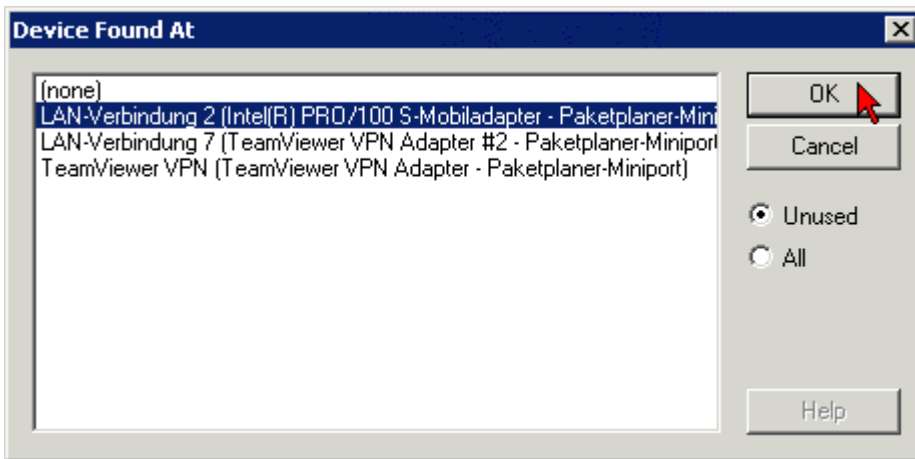 Device Found At
(none)
LAN-Verbindung 2 (Intel(R) PRO/100 S-Mobiladapter - Paketplaner-Mini
LAN-Verbindung 7 (TeamViewer VPN Adapter #2 - Paketplaner-Miniport
TeamViewer VPN (TeamViewer VPN Adapter - Paketplaner-Miniport)
OK
Cancel
Unused
All
Help